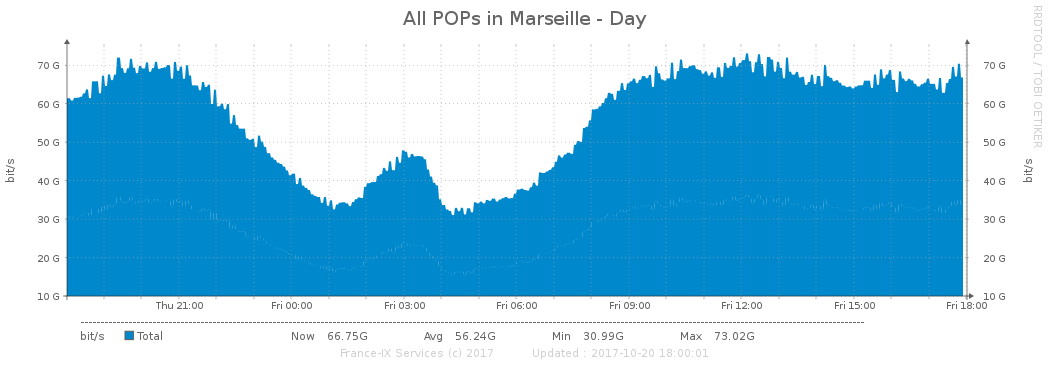 All POPs in Marseille - Day
RRDTOOL / TOBI OETIKER
bit/s
70 G 70 G
60 G 60 G
50 G 50 G
40 G 40 G
30 G 30 G
20 G 20 G
10 G 10 G
bit/s
Thu 21:00 Fri 00:00 Fri 03:00 Fri 06:00 Fri 09:00 Fri 12:00 Fri 15:00 Fri 18:00
bit/s Total Now 66.75G Avg 56.24G Min 30.99G Max 73.02G
France-IX Services (c) 2017 Updated : 2017-10-20 18:00:01